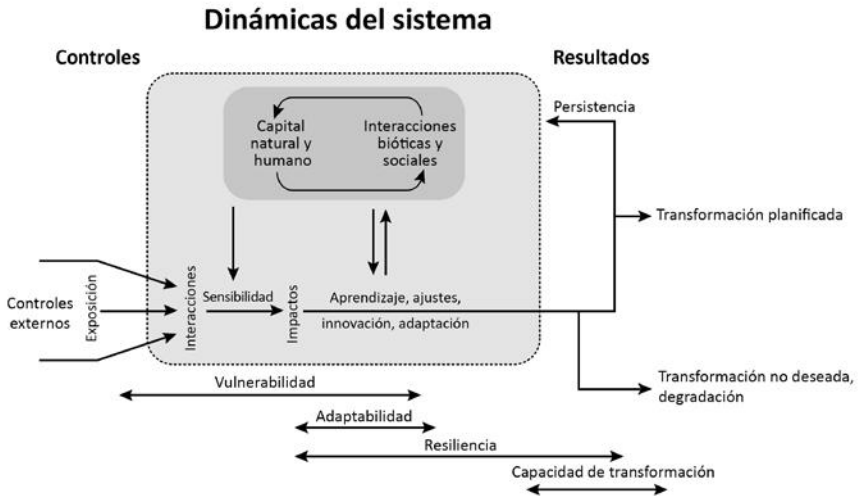 Dinámicas del sistema
Controles
Resultados
Capital
natural y
humano
Interacciones
bióticas y
sociales
Persistencia
Transformación planificada
Controles
externos
Exposición
Interacciones
Sensibilidad
Impactos
Aprendizaje, ajustes,
innovación, adaptación
Transformación no deseada,
degradación
Vulnerabilidad
Adaptabilidad
Resiliencia
Capacidad de transformación